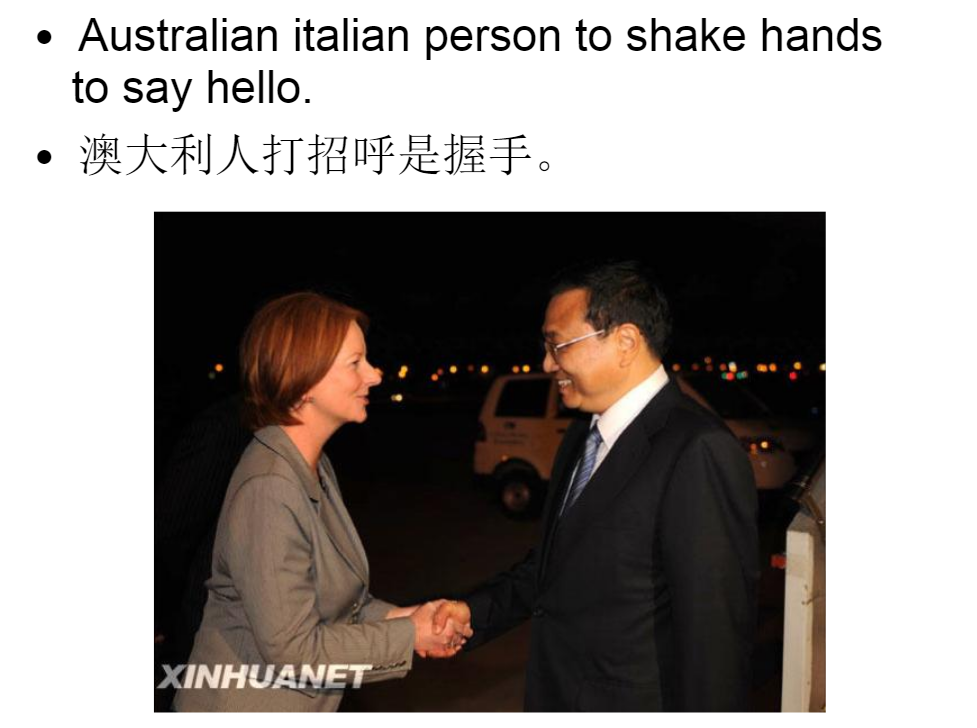 • Australian italian person to shake hands
to say hello.
• 澳大利人打招呼是握手。
XINHUANET